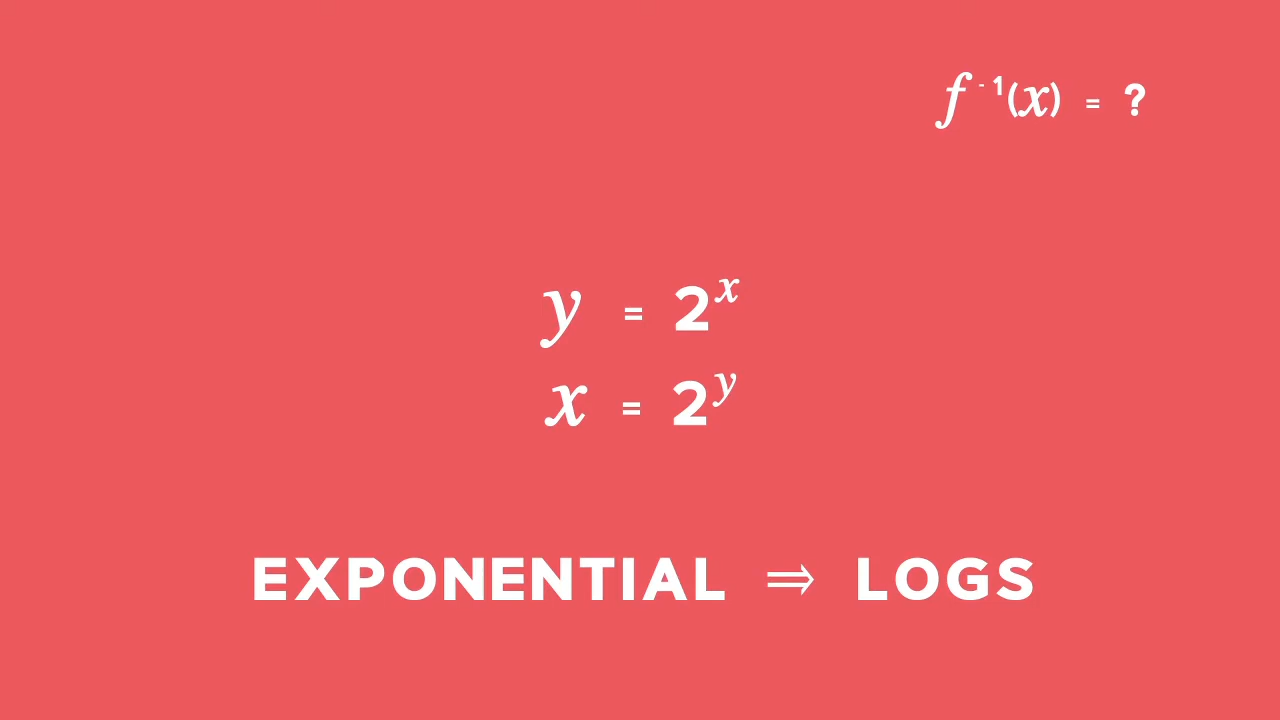 f⁻¹(x) = ?
y = 2ˣ
x = 2ʸ
EXPONENTIAL ⇒ LOGS